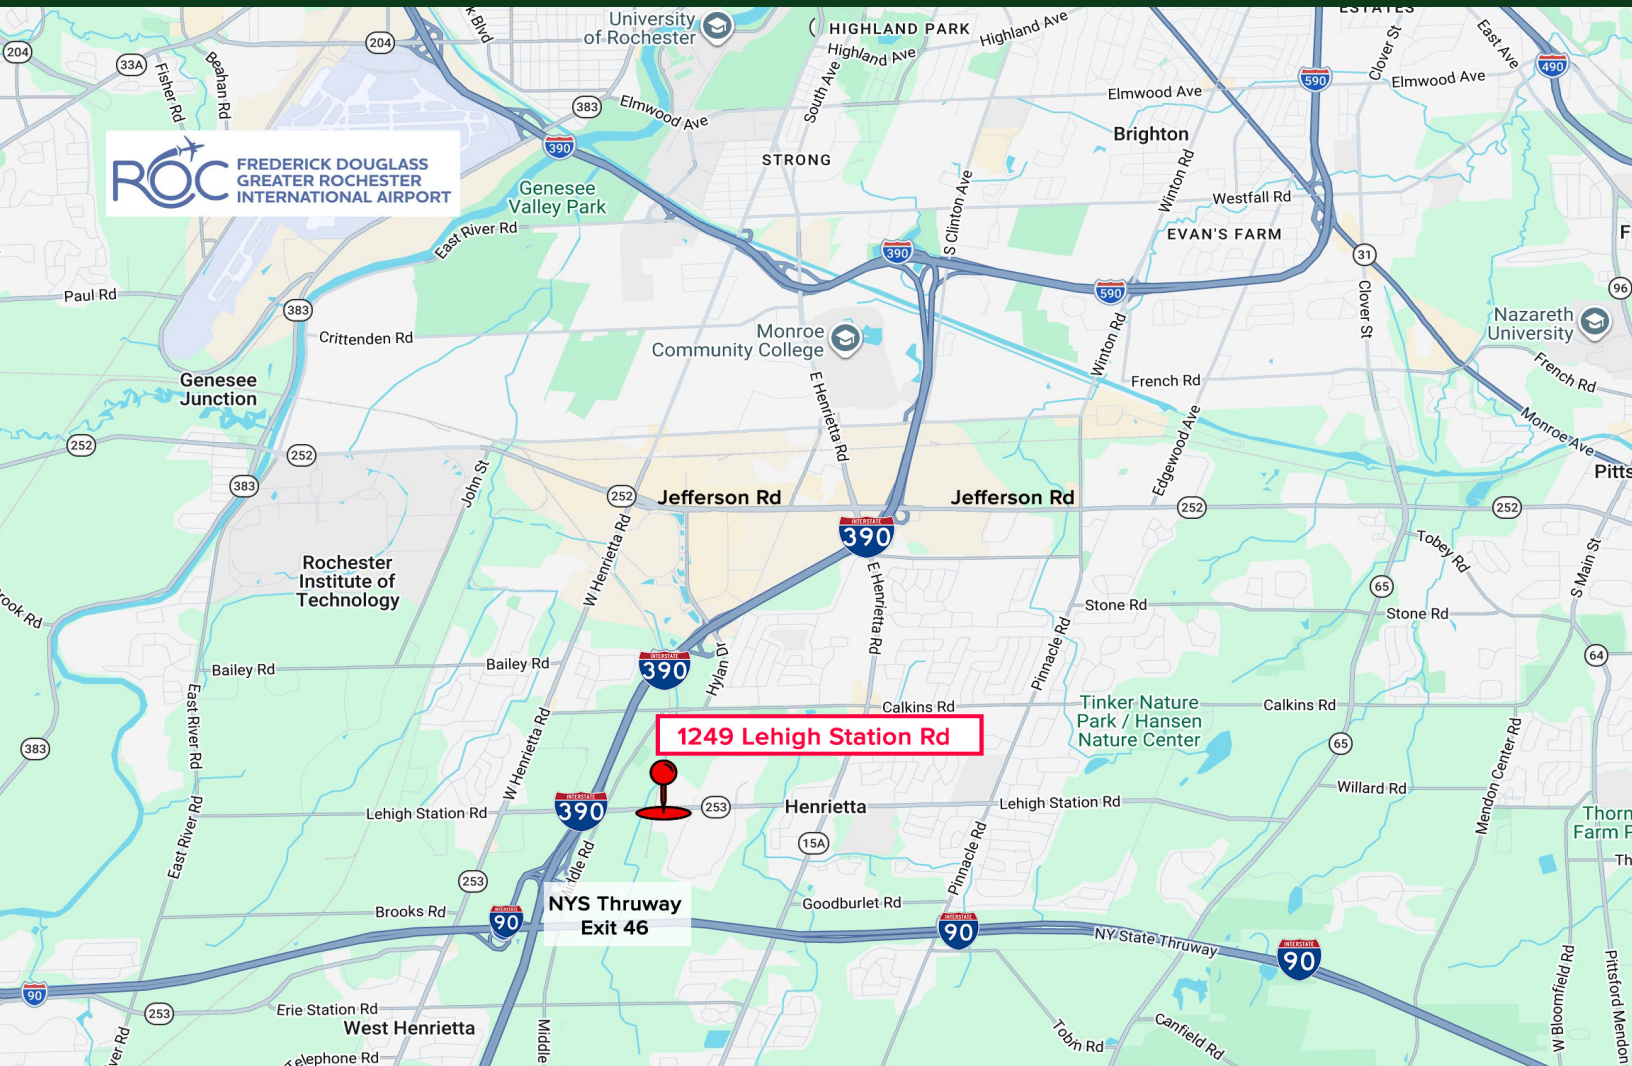 University
of Rochester
HIGHLAND PARK
Highland Ave
Highland Ave
ESTATES
Clover St
East Ave
204
204
33A
Fisher Rd
Beahan Rd
383
Elmwood Ave
South Ave
Elmwood Ave
590
Elmwood Ave
490
390
STRONG
Brighton
ROC
FREDERICK DOUGLASS
GREATER ROCHESTER
INTERNATIONAL AIRPORT
Genesee
Valley Park
East River Rd
S Clinton Ave
Winton Rd
Westfall Rd
EVAN'S FARM
390
31
590
96
Paul Rd
383
Crittenden Rd
Monroe
Community College
Winton Rd
Clover St
Nazareth
University
French Rd
French Rd
Genesee
Junction
E Henrietta Rd
Edgewood Ave
Monroe Ave
252
252
383
John St
252
Jefferson Rd
Jefferson Rd
252
252
INTERSTATE
390
W Henrietta Rd
Tobey Rd
S Main St
Rochester
Institute of
Technology
E Henrietta Rd
65
Stone Rd
Stone Rd
Pinnacle Rd
64
Bailey Rd
Bailey Rd
INTERSTATE
390
Hylan Dr
East River Rd
W Henrietta Rd
Calkins Rd
Tinker Nature
Park / Hansen
Nature Center
Calkins Rd
383
1249 Lehigh Station Rd
65
Mendon Center Rd
Willard Rd
Lehigh Station Rd
INTERSTATE
390
253
Henrietta
Lehigh Station Rd
East River Rd
15A
Pinnacle Rd
253
NYS Thruway
Exit 46
Brooks Rd
INTERSTATE
90
Goodburlet Rd
INTERSTATE
90
NY State Thruway
INTERSTATE
90
90
253
Erie Station Rd
West Henrietta
Telephone Rd
Middle
Tobin Rd
Canfield Rd
W Bloomfield Rd
Pittsford Mendon